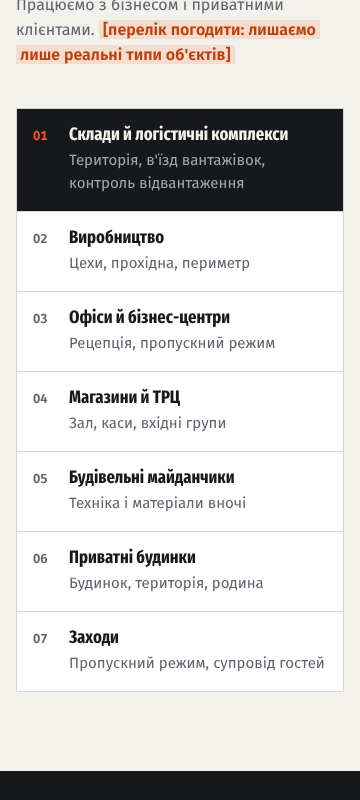 Працюємо з бізнесом і приватними
клієнтами. [перелік погодити: лишаємо
лише реальні типи об'єктів]
01 Склади й логістичні комплекси
Територія, в'їзд вантажівок,
контроль відвантаження
02 Виробництво
Цехи, прохідна, периметр
03 Офіси й бізнес-центри
Рецепція, пропускний режим
04 Магазини й ТРЦ
Зал, каси, вхідні групи
05 Будівельні майданчики
Техніка і матеріали вночі
06 Приватні будинки
Будинок, територія, родина
07 Заходи
Пропускний режим, супровід гостей